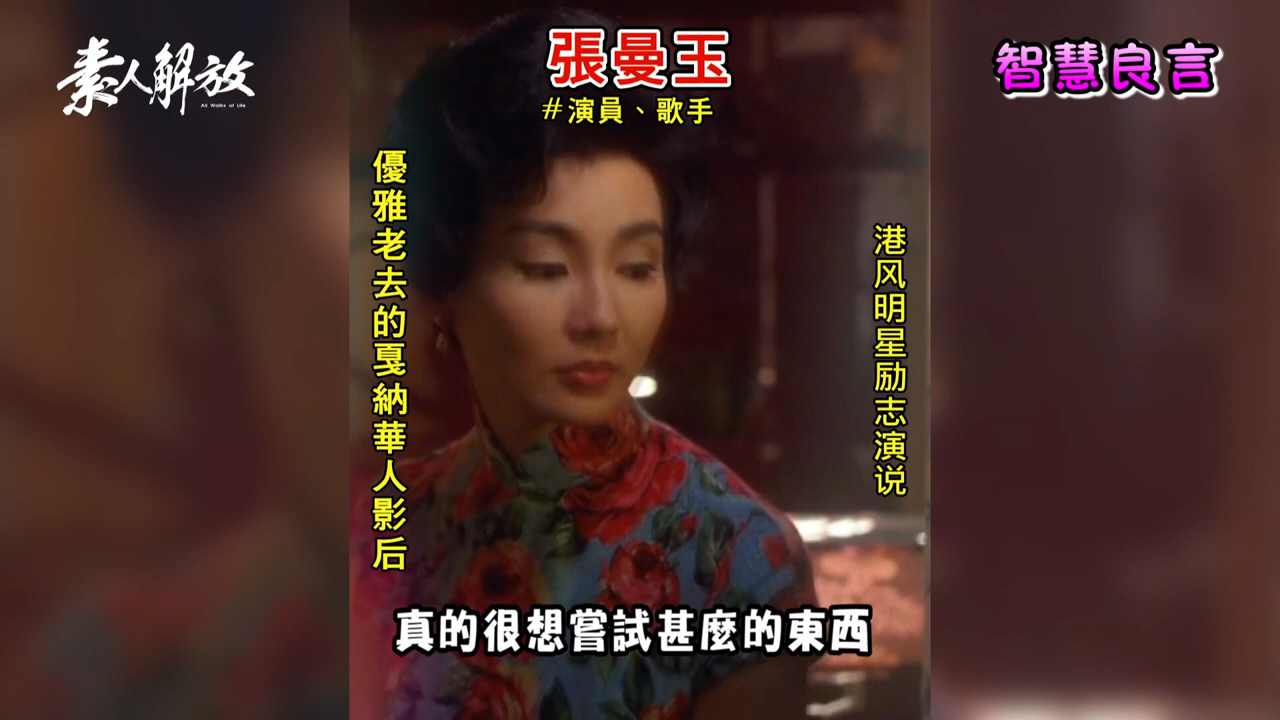 素人解放
All Walks of Life
張曼玉
#演員、歌手
智慧良言
優雅老去的戛納華人影后
港风明星励志演说
真的很想嘗試甚麼的東西